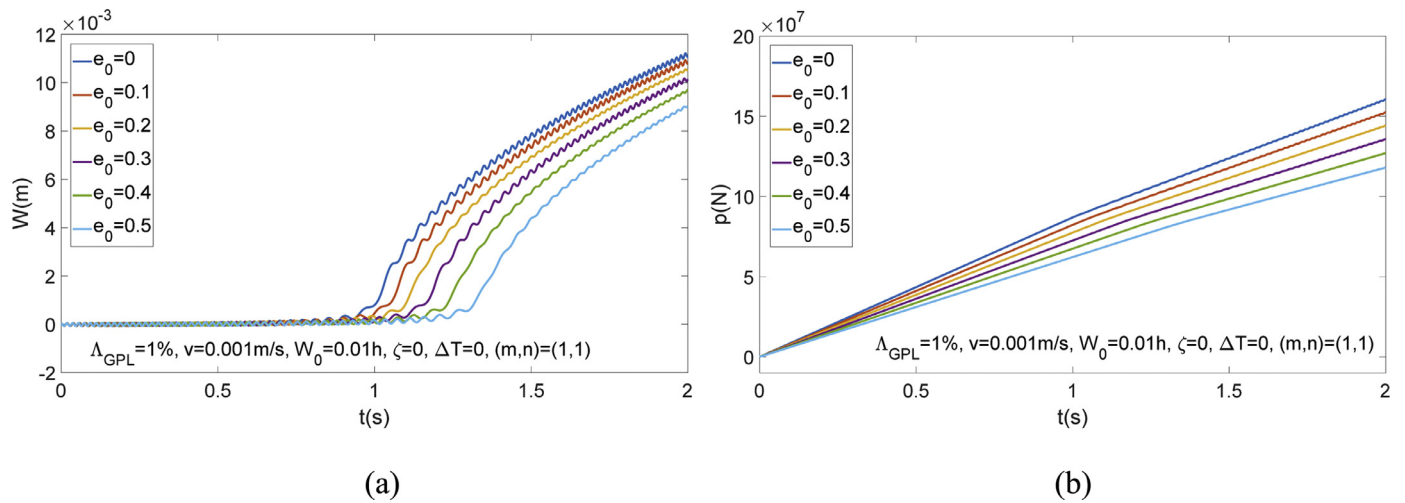 ×10⁻³
12
10
8
6
4
2
0
-2
W(m)
e₀=0
e₀=0.1
e₀=0.2
e₀=0.3
e₀=0.4
e₀=0.5
Λ_GPL=1%, v=0.001m/s, W₀=0.01h, ζ=0, ΔT=0, (m,n)=(1,1)
0 0.5 1 1.5 2
t(s)
(a)
×10⁷
20
15
10
5
0
p(N)
e₀=0
e₀=0.1
e₀=0.2
e₀=0.3
e₀=0.4
e₀=0.5
Λ_GPL=1%, v=0.001m/s, W₀=0.01h, ζ=0, ΔT=0, (m,n)=(1,1)
0 0.5 1 1.5 2
t(s)
(b)